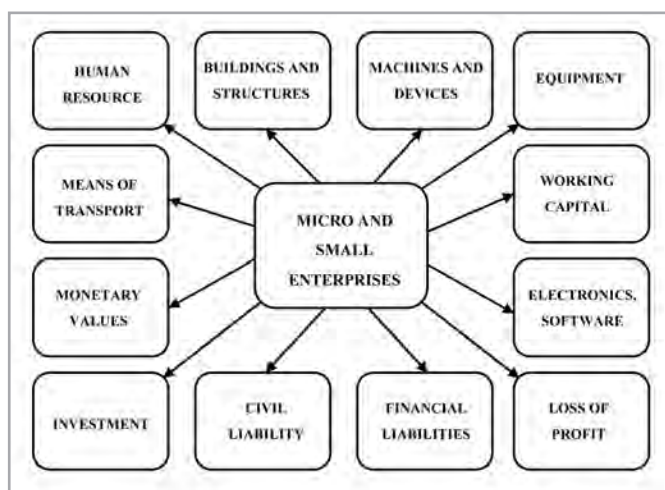 HUMAN
RESOURCE
BUILDINGS AND
STRUCTURES
MACHINES AND
DEVICES
EQUIPMENT
MEANS OF
TRANSPORT
MICRO AND
SMALL
ENTERPRISES
WORKING
CAPITAL
MONETARY
VALUES
ELECTRONICS,
SOFTWARE
INVESTMENT
CIVIL
LIABILITY
FINANCIAL
LIABILITIES
LOSS OF
PROFIT